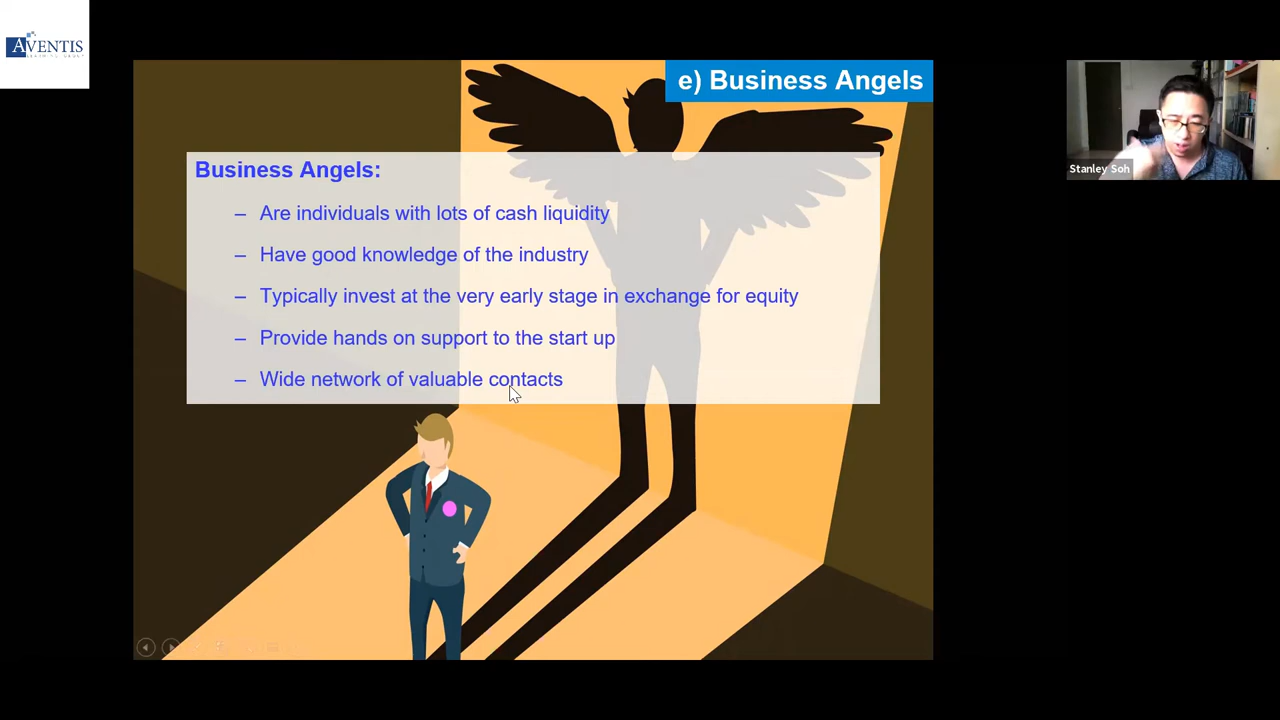 AVENTIS
LEARNING GROUP
e) Business Angels
Business Angels:
– Are individuals with lots of cash liquidity
– Have good knowledge of the industry
– Typically invest at the very early stage in exchange for equity
– Provide hands on support to the start up
– Wide network of valuable contacts
Stanley Soh